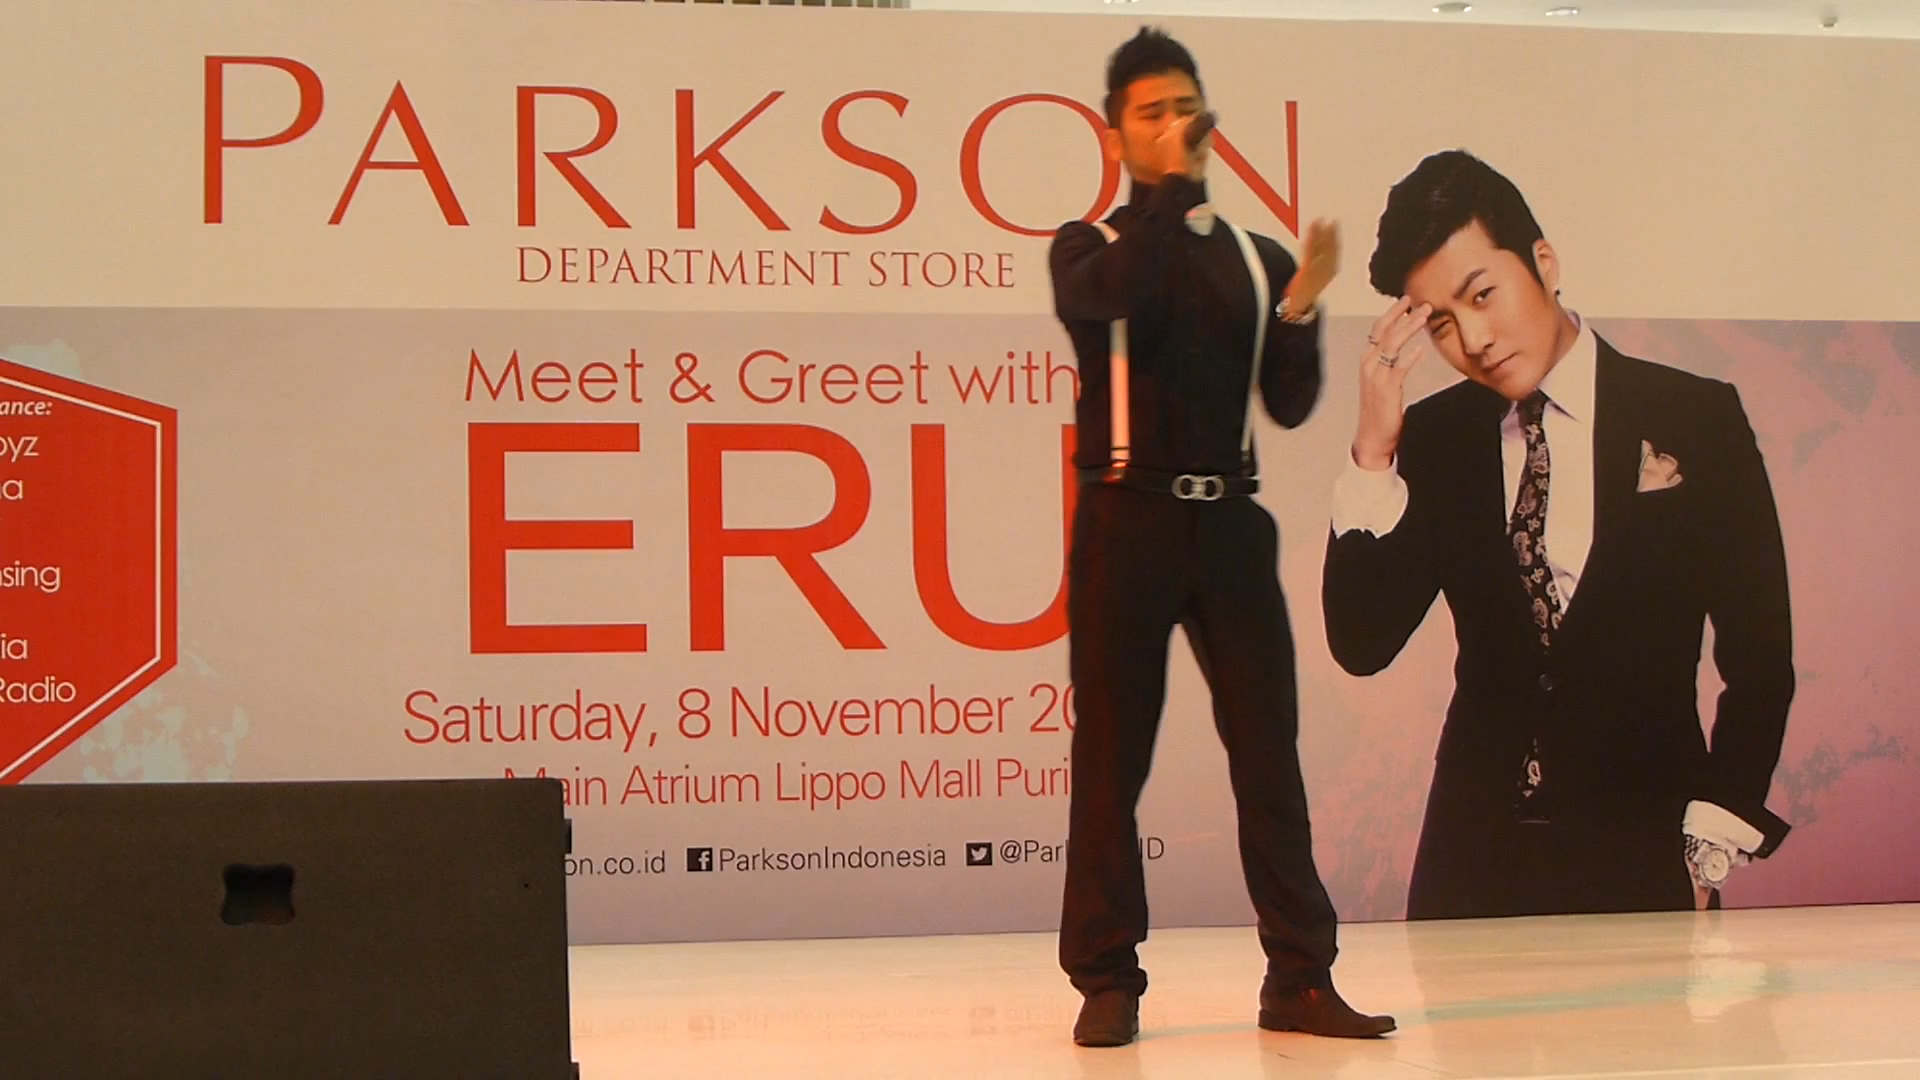 PARKSON
DEPARTMENT STORE
Meet & Greet with
ERU
Saturday, 8 November 20
Main Atrium Lippo Mall Puri
on.co.id ParksonIndonesia @Par ID
ance:
oyz
a
sing
ia
Radio